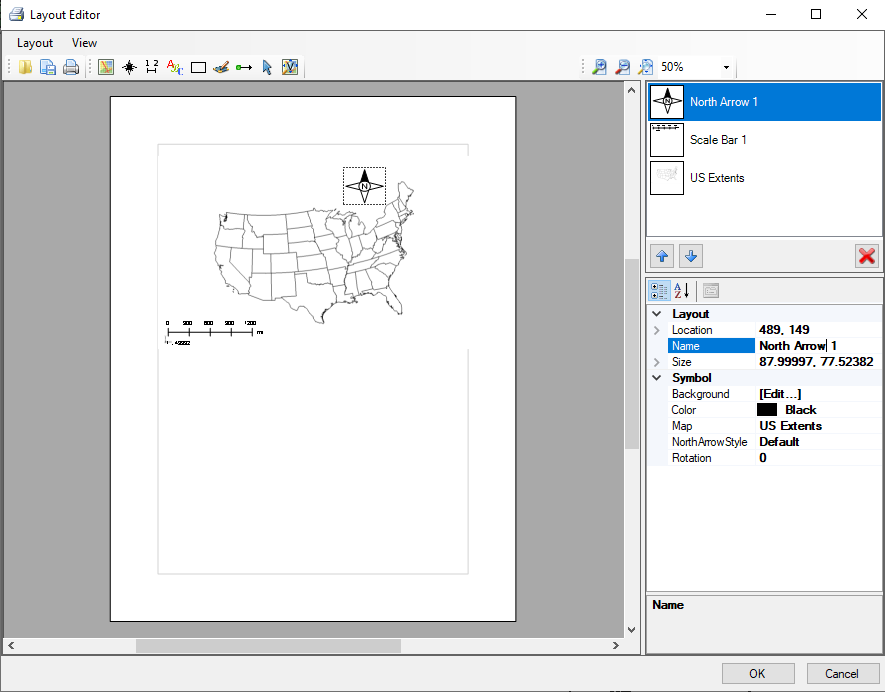 Layout Editor
Layout View
1 2
A B C
50%
North Arrow 1
Scale Bar 1
US Extents
N
0 300 600 900 1200
mi
A
Z
Layout
Location 489, 149
Name North Arrow 1
Size 87.99997, 77.52382
Symbol
Background [Edit...]
Color Black
Map US Extents
NorthArrowStyle Default
Rotation 0
Name
OK Cancel